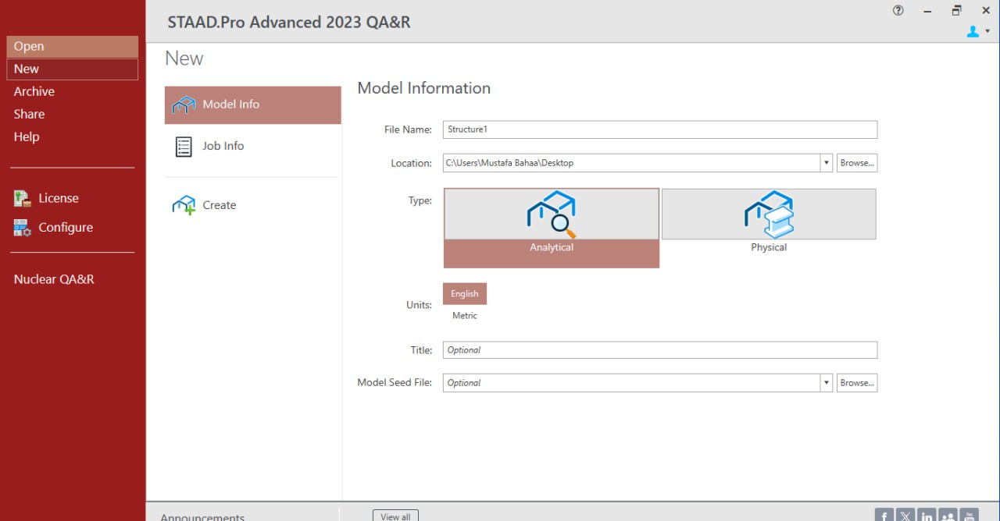 STAAD.Pro Advanced 2023 QA&R
Open
New
Archive
Share
Help
License
Configure
Nuclear QA&R
New
Model Info
Job Info
Create
Model Information
File Name: Structure1
Location: C:\Users\Mustafa Bahaa\Desktop Browse...
Type:
Analytical Physical
Units: English
Metric
Title: Optional
Model Seed File: Optional Browse...
Announcements View all